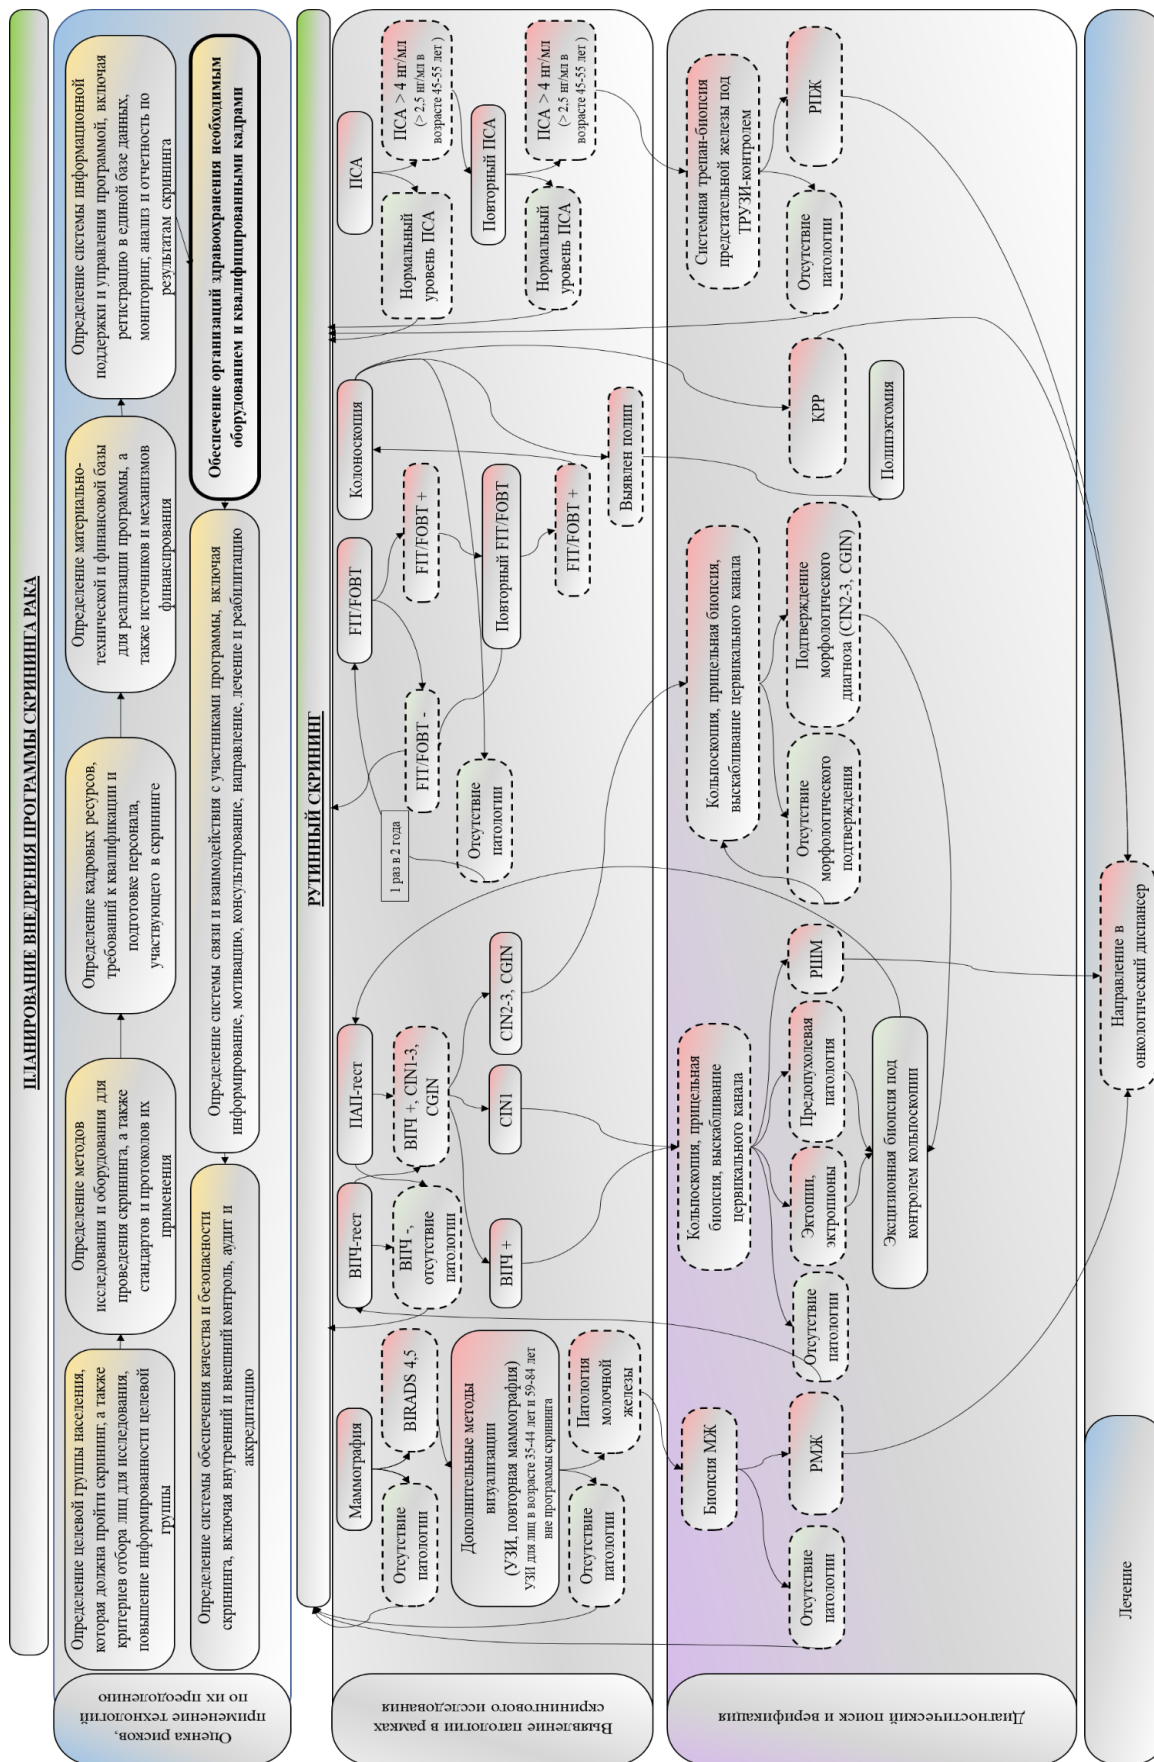 ПЛАНИРОВАНИЕ ВНЕДРЕНИЯ ПРОГРАММЫ СКРИНИНГА РАКА
Оценка рисков,
применение технологий
по их предолению
Определение целевой группы населения,
которая должна пройти скрининг, а также
критериев отбора лиц для исследования,
повышение информированности целевой
группы
Определение методов
исследования и оборудования для
проведения скрининга, а также
стандартов и протоколов их
применения
Определение кадровых ресурсов,
требований к квалификации и
подготовке персонала,
участвующего в скрининге
Определение материально-
технической и финансовой базы
для реализации программы, а
также источников и механизмов
финансирования
Определение системы информационной
поддержки и управления программой, включая
регистрацию в единой базе данных,
мониторинг, анализ и отчетность по
результатам скрининга
Определение системы обеспечения качества и безопасности
скрининга, включая внутренний и внешний контроль, аудит и
аккредитацию
Определение системы связи и взаимодействия с участниками программы, включая
информирование, мотивацию, консультирование, направление, лечение и реабилитацию
Обеспечение организаций здравоохранения необходимым
оборудованием и квалифицированными кадрами
РУТИННЫЙ СКРИНИНГ
Выявление патологии в рамках
скринингового исследования
Маммография
Отсутствие
патологии
BIRADS 4,5
Дополнительные методы
визуализации
(УЗИ, повторная маммография)
УЗИ для лиц в возрасте 35-44 лет и 59-84 лет
вне программы скрининга
Отсутствие
патологии
Патология
молочной
железы
ВПЧ-тест
ПАП-тест
ВПЧ -,
отсутствие
патологии
ВПЧ +, CIN1-3,
CGIN
ВПЧ +
CIN1
CIN2-3, CGIN
1 раз в 2 года
FIT/FOBT
Колоноскопия
FIT/FOBT -
FIT/FOBT +
Отсутствие
патологии
Повторный FIT/FOBT
FIT/FOBT +
Выявлен полип
ПСА
Нормальный
уровень ПСА
ПСА > 4 нг/мл
(> 2,5 нг/мл в
возрасте 45-55 лет )
Повторный ПСА
Нормальный
уровень ПСА
ПСА > 4 нг/мл
(> 2,5 нг/мл в
возрасте 45-55 лет )
Диагностический поиск и верификация
Биопсия МЖ
Отсутствие
патологии
РМЖ
Кольпоскопия, прицельная
биопсия, выскабливание
цервикального канала
Отсутствие
патологии
Эктопии,
эктропионы
Предопухолевая
патология
РШМ
Эксцизионная биопсия под
контролем кольпоскопии
Кольпоскопия, прицельная биопсия,
выскабливание цервикального канала
Отсутствие
морфологического
подтверждения
Подтверждение
морфологического
диагноза (CIN2-3, CGIN)
КРР
Полипэктомия
Системная трепан-биопсия
предстательной железы под
ТРУЗИ-контролем
Отсутствие
патологии
РПЖ
Лечение
Направление в
онкологический диспансер